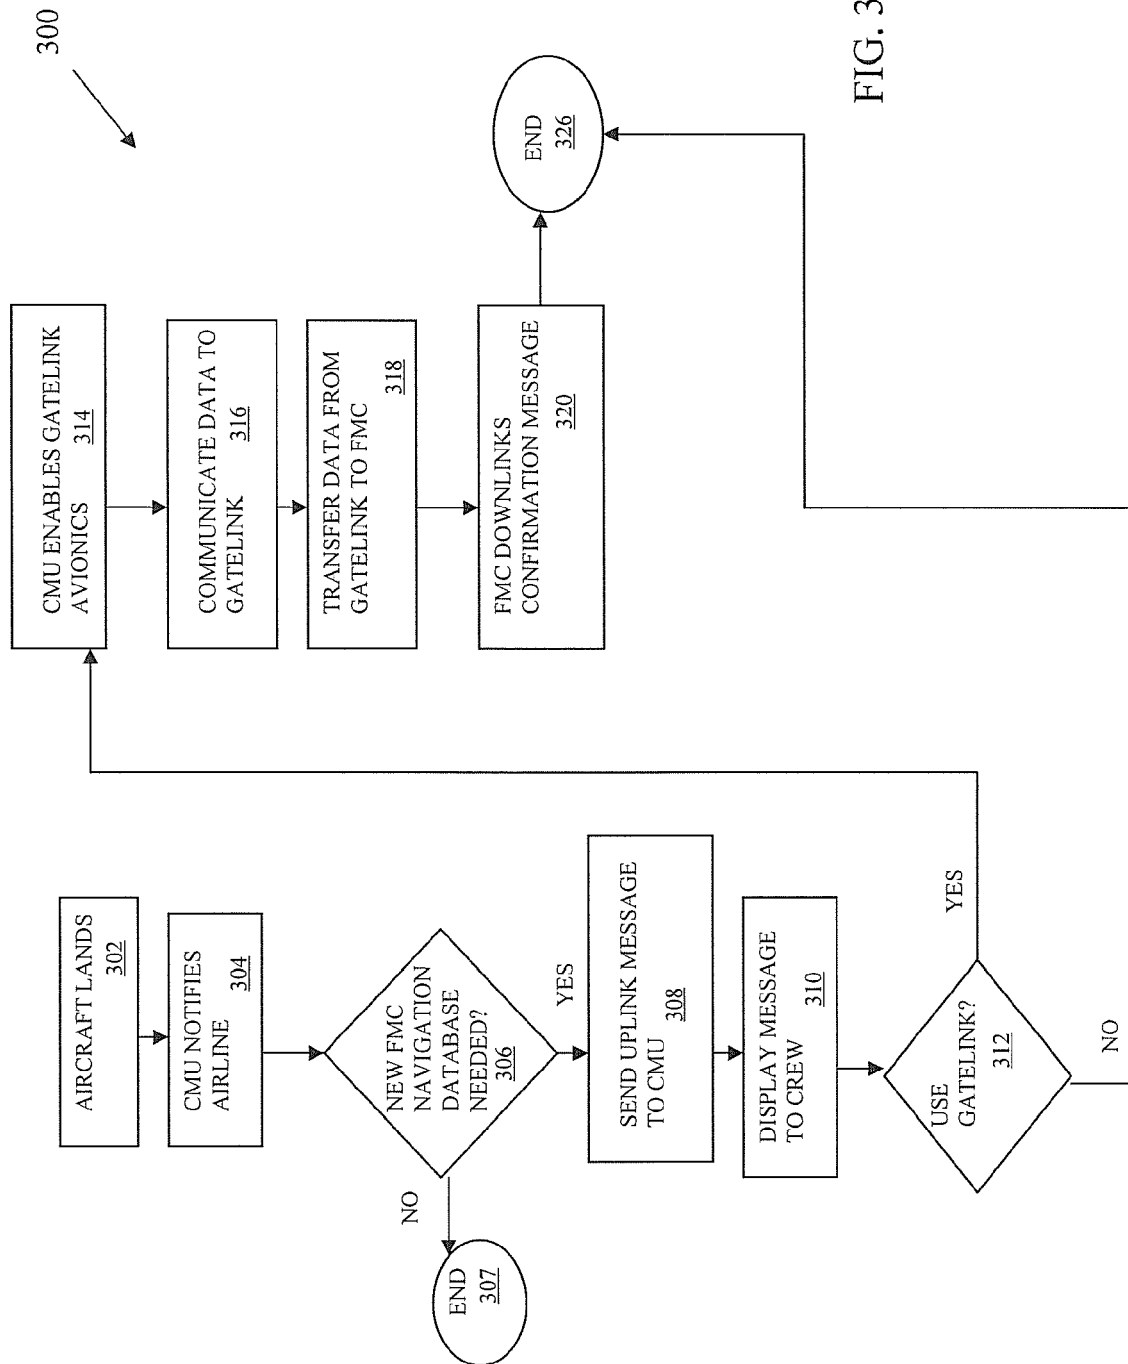 300
AIRCRAFT LANDS
302
CMU NOTIFIES
AIRLINE
304
NEW FMC
NAVIGATION
DATABASE
NEEDED?
306
NO
END
307
YES
SEND UPLINK MESSAGE
TO CMU
308
DISPLAY MESSAGE
TO CREW
310
USE
GATELINK?
312
YES
NO
CMU ENABLES GATELINK
AVIONICS
314
COMMUNICATE DATA TO
GATELINK
316
TRANSFER DATA FROM
GATELINK TO FMC
318
FMC DOWNLINKS
CONFIRMATION MESSAGE
320
END
326
FIG. 3